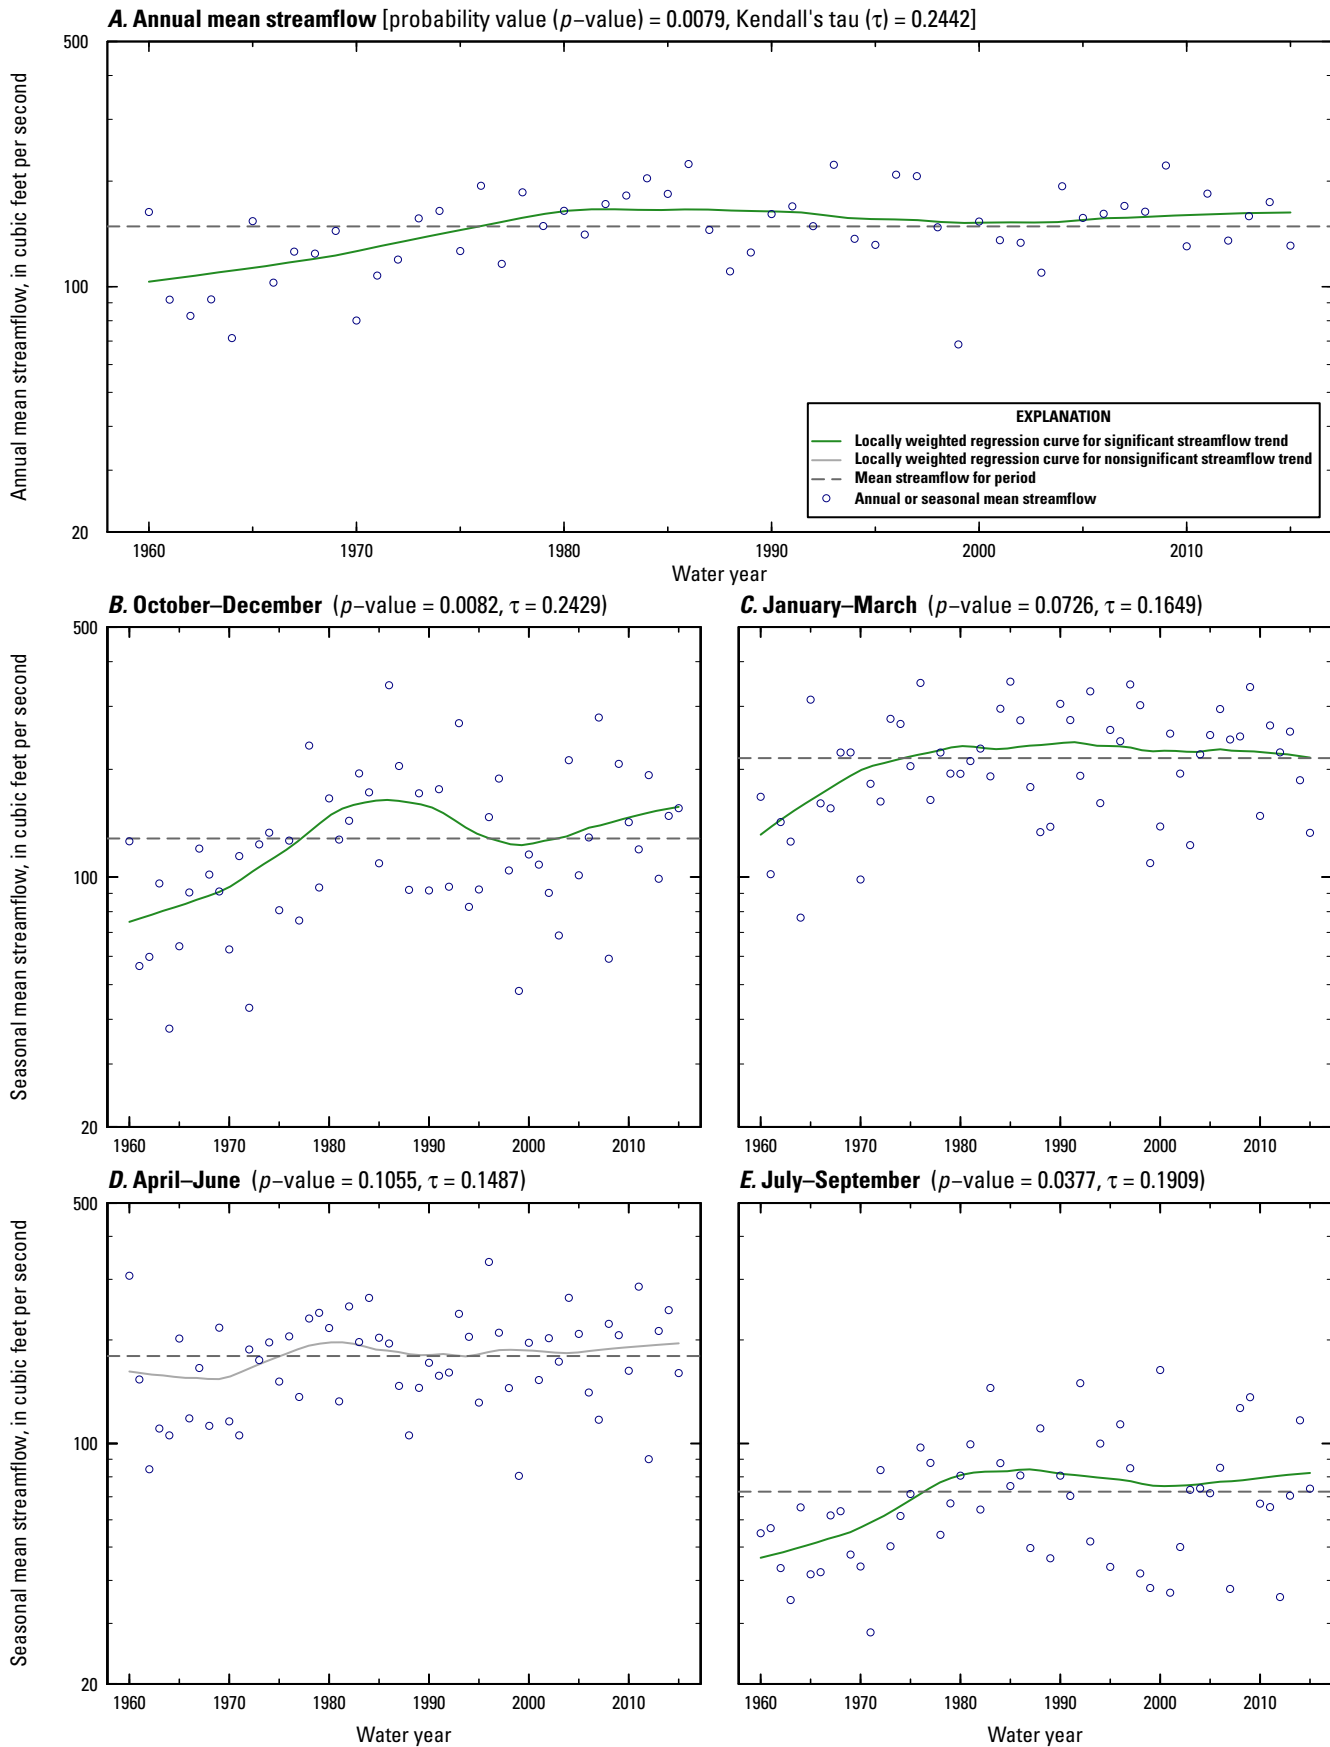 A. Annual mean streamflow [probability value (p–value) = 0.0079, Kendall's tau (τ) = 0.2442]
Annual mean streamflow, in cubic feet per second
500
100
20
EXPLANATION
Locally weighted regression curve for significant streamflow trend
Locally weighted regression curve for nonsignificant streamflow trend
Mean streamflow for period
Annual or seasonal mean streamflow
1960 1970 1980 1990 2000 2010
Water year
B. October–December (p–value = 0.0082, τ = 0.2429)
Seasonal mean streamflow, in cubic feet per second
500
100
20
1960 1970 1980 1990 2000 2010
C. January–March (p–value = 0.0726, τ = 0.1649)
1960 1970 1980 1990 2000 2010
D. April–June (p–value = 0.1055, τ = 0.1487)
Seasonal mean streamflow, in cubic feet per second
500
100
20
1960 1970 1980 1990 2000 2010
Water year
E. July–September (p–value = 0.0377, τ = 0.1909)
1960 1970 1980 1990 2000 2010
Water year